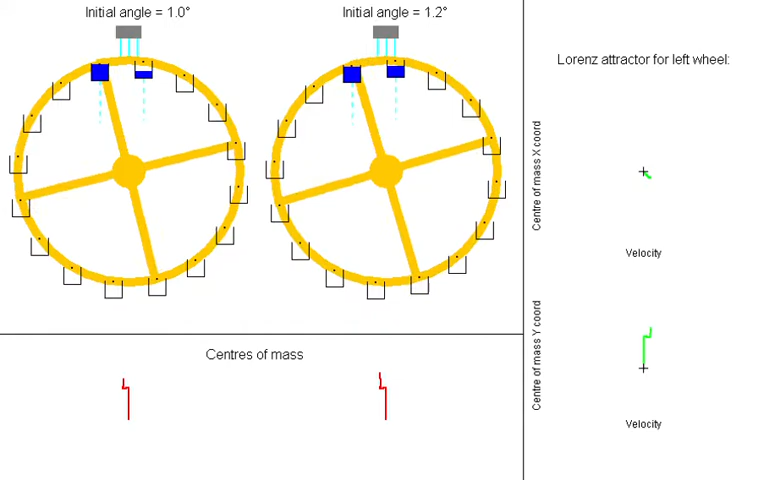 Initial angle = 1.0°
Initial angle = 1.2°
Lorenz attractor for left wheel:
Centre of mass X coord
Velocity
Centre of mass Y coord
Velocity
Centres of mass